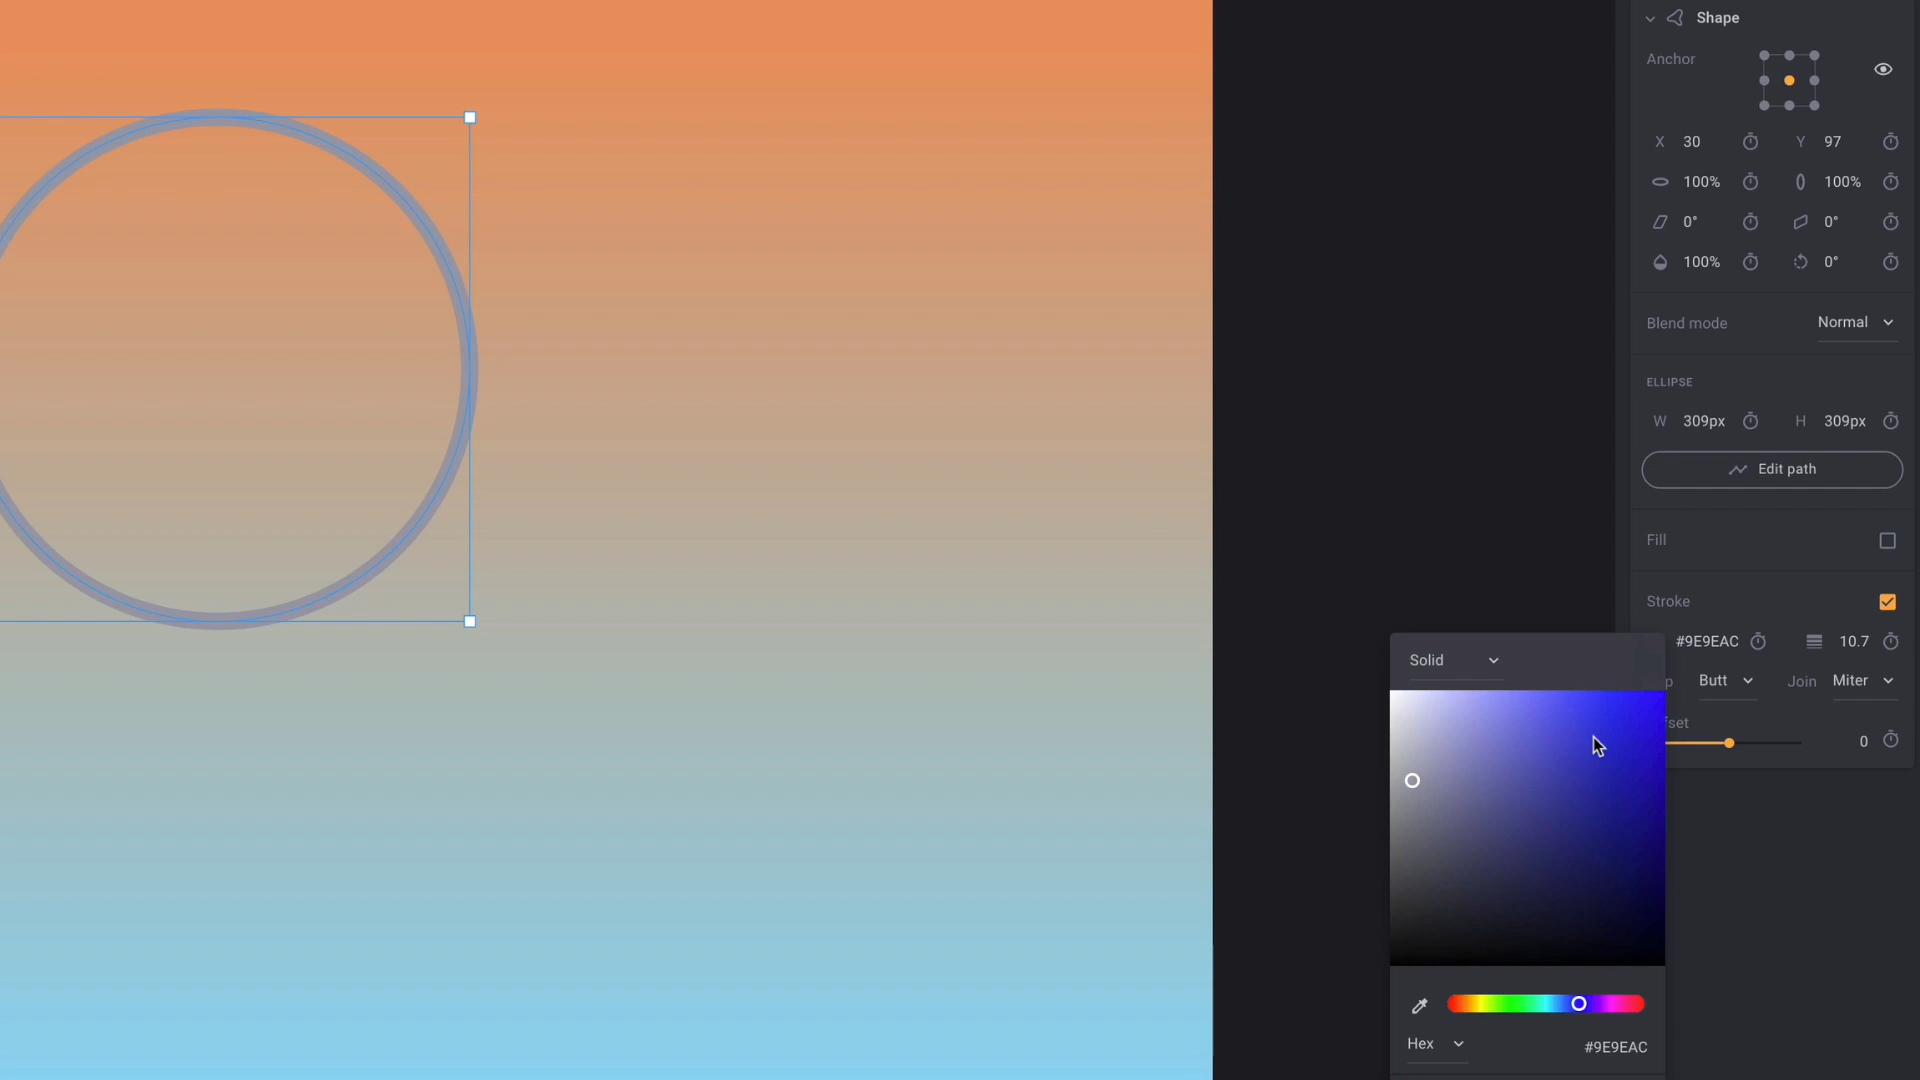 Shape
Anchor
X 30 Y 97
100% 100%
0° 0°
100% 0°
Blend mode Normal
ELLIPSE
W 309px H 309px
Edit path
Fill
Stroke
#9E9EAC 10.7
p Butt Join Miter
set
0
Solid
Hex #9E9EAC